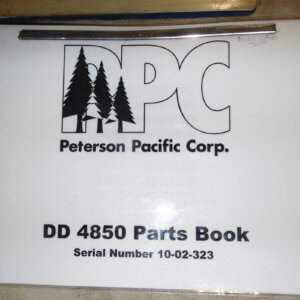 PPC
Peterson Pacific Corp.
DD 4850 Parts Book
Serial Number 10-02-323